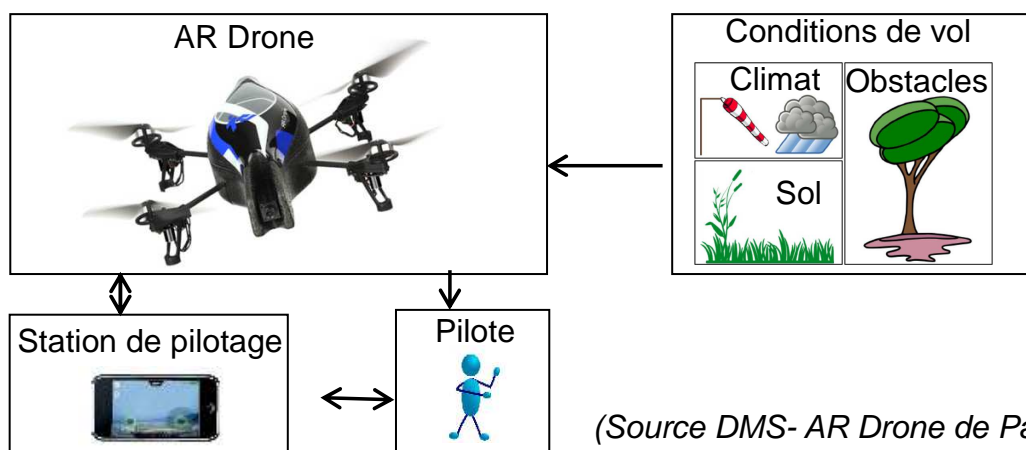 AR Drone
Conditions de vol
Climat
Obstacles
Sol
Station de pilotage
Pilote
(Source DMS- AR Drone de Pa